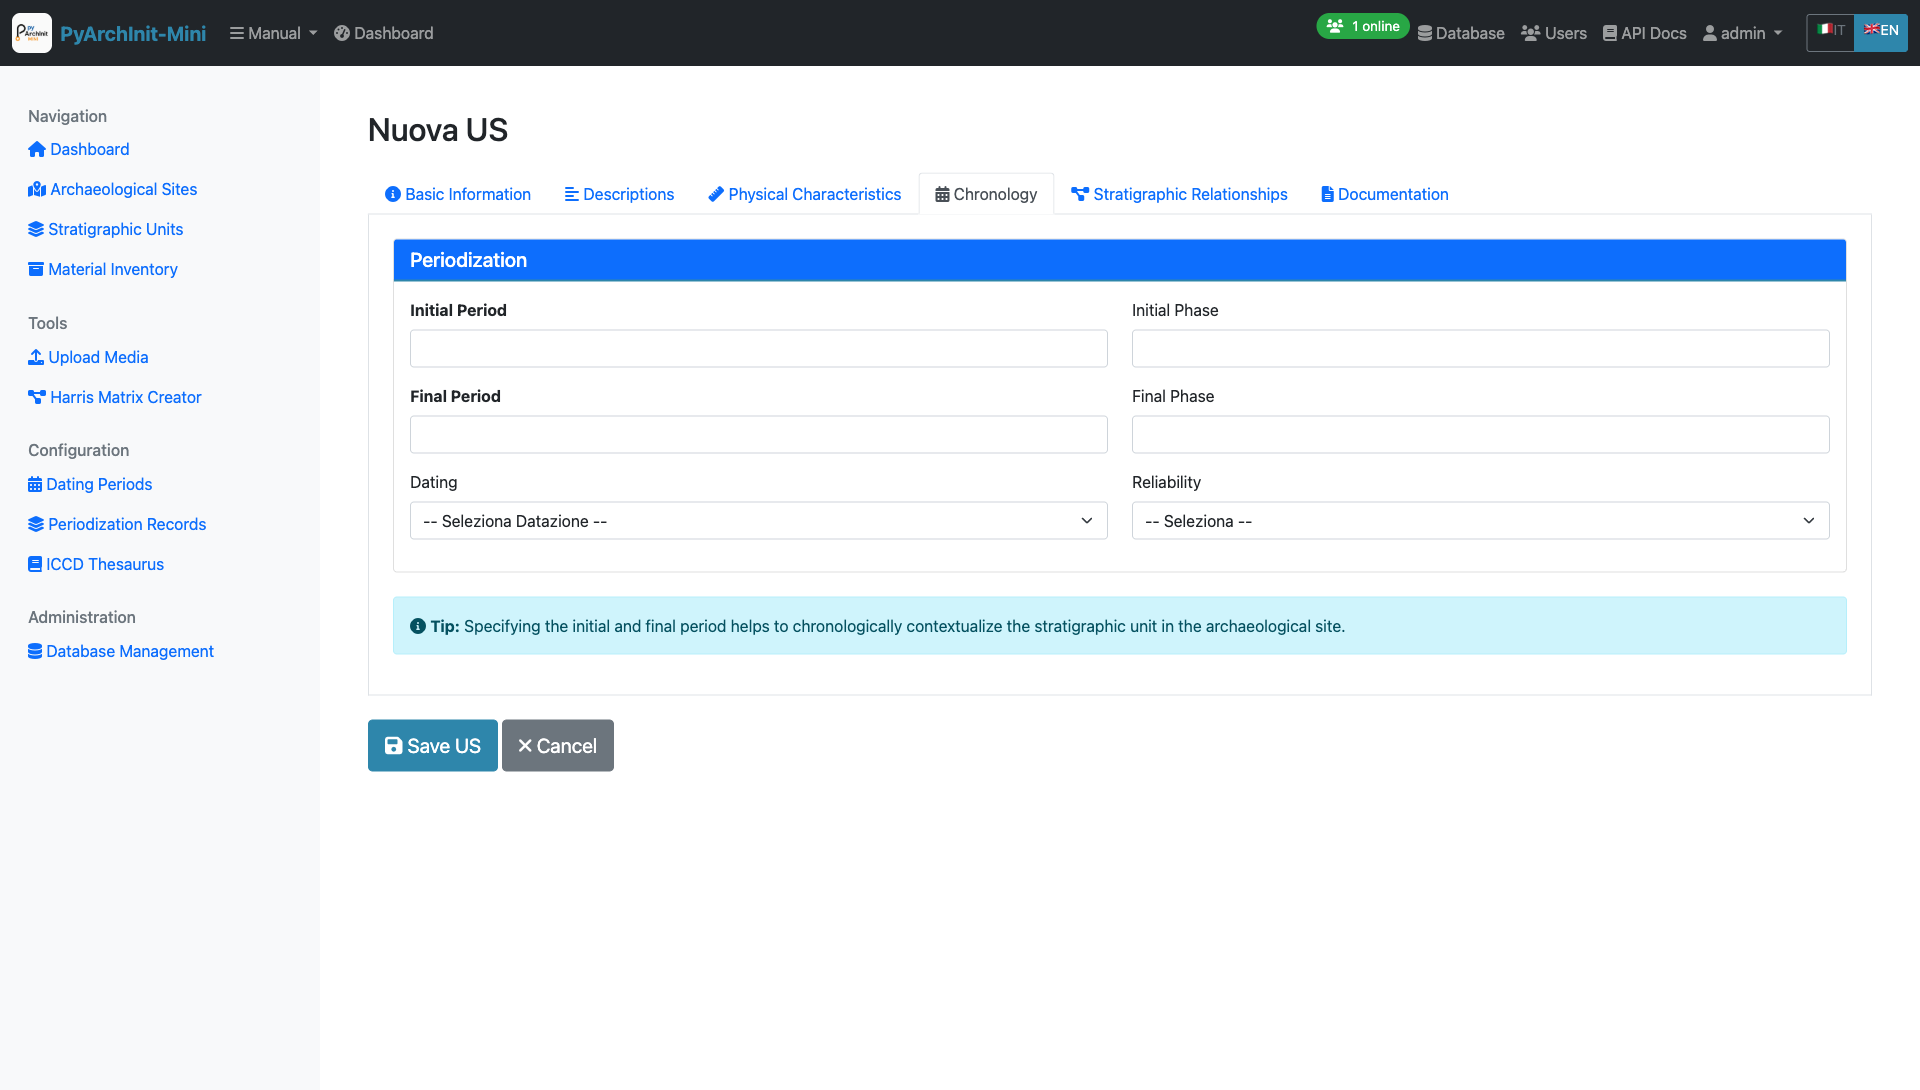 PyArchInit-Mini
Manual
Dashboard
1 online
Database
Users
API Docs
admin
IT
EN
Navigation
Dashboard
Archaeological Sites
Stratigraphic Units
Material Inventory
Tools
Upload Media
Harris Matrix Creator
Configuration
Dating Periods
Periodization Records
ICCD Thesaurus
Administration
Database Management
Nuova US
Basic Information
Descriptions
Physical Characteristics
Chronology
Stratigraphic Relationships
Documentation
Periodization
Initial Period
Initial Phase
Final Period
Final Phase
Dating
Reliability
-- Seleziona Datazione --
-- Seleziona --
Tip: Specifying the initial and final period helps to chronologically contextualize the stratigraphic unit in the archaeological site.
Save US
Cancel